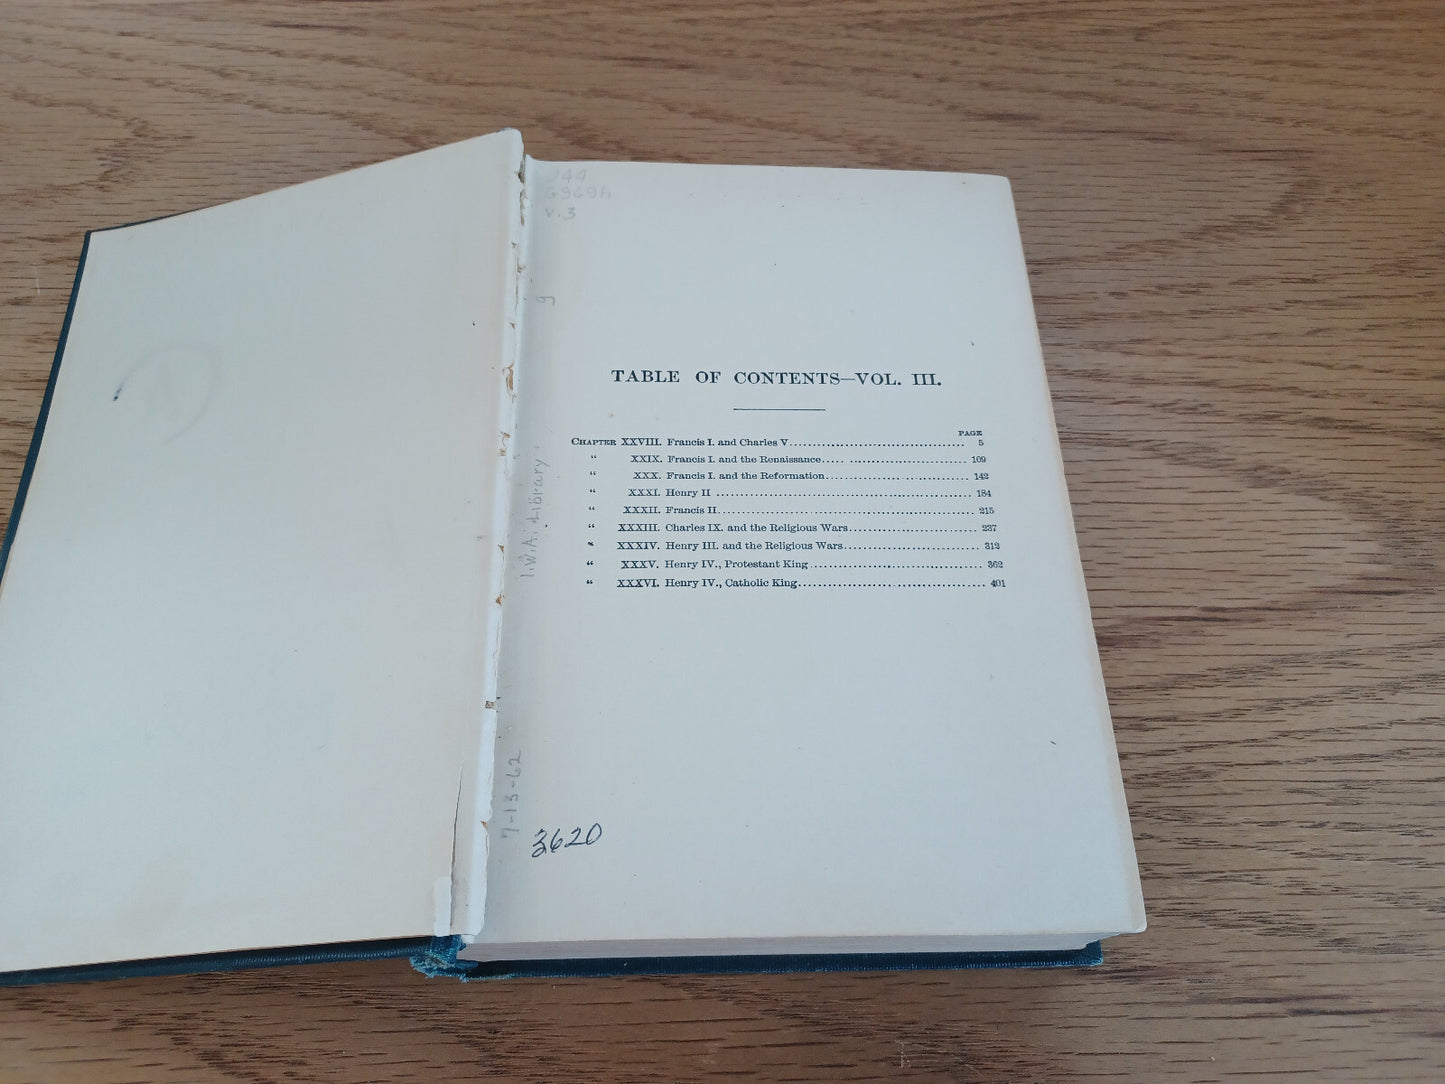 J44
G969h
v.3
9
I.W.A. Library
7-13-62
3620
TABLE OF CONTENTS—VOL. III.
PAGE
CHAPTER XXVIII. Francis I. and Charles V 5
“ XXIX. Francis I. and the Renaissance 109
“ XXX. Francis I. and the Reformation 142
“ XXXI. Henry II 184
“ XXXII. Francis II 215
“ XXXIII. Charles IX. and the Religious Wars 237
“ XXXIV. Henry III. and the Religious Wars 312
“ XXXV. Henry IV., Protestant King 362
“ XXXVI. Henry IV., Catholic King 401